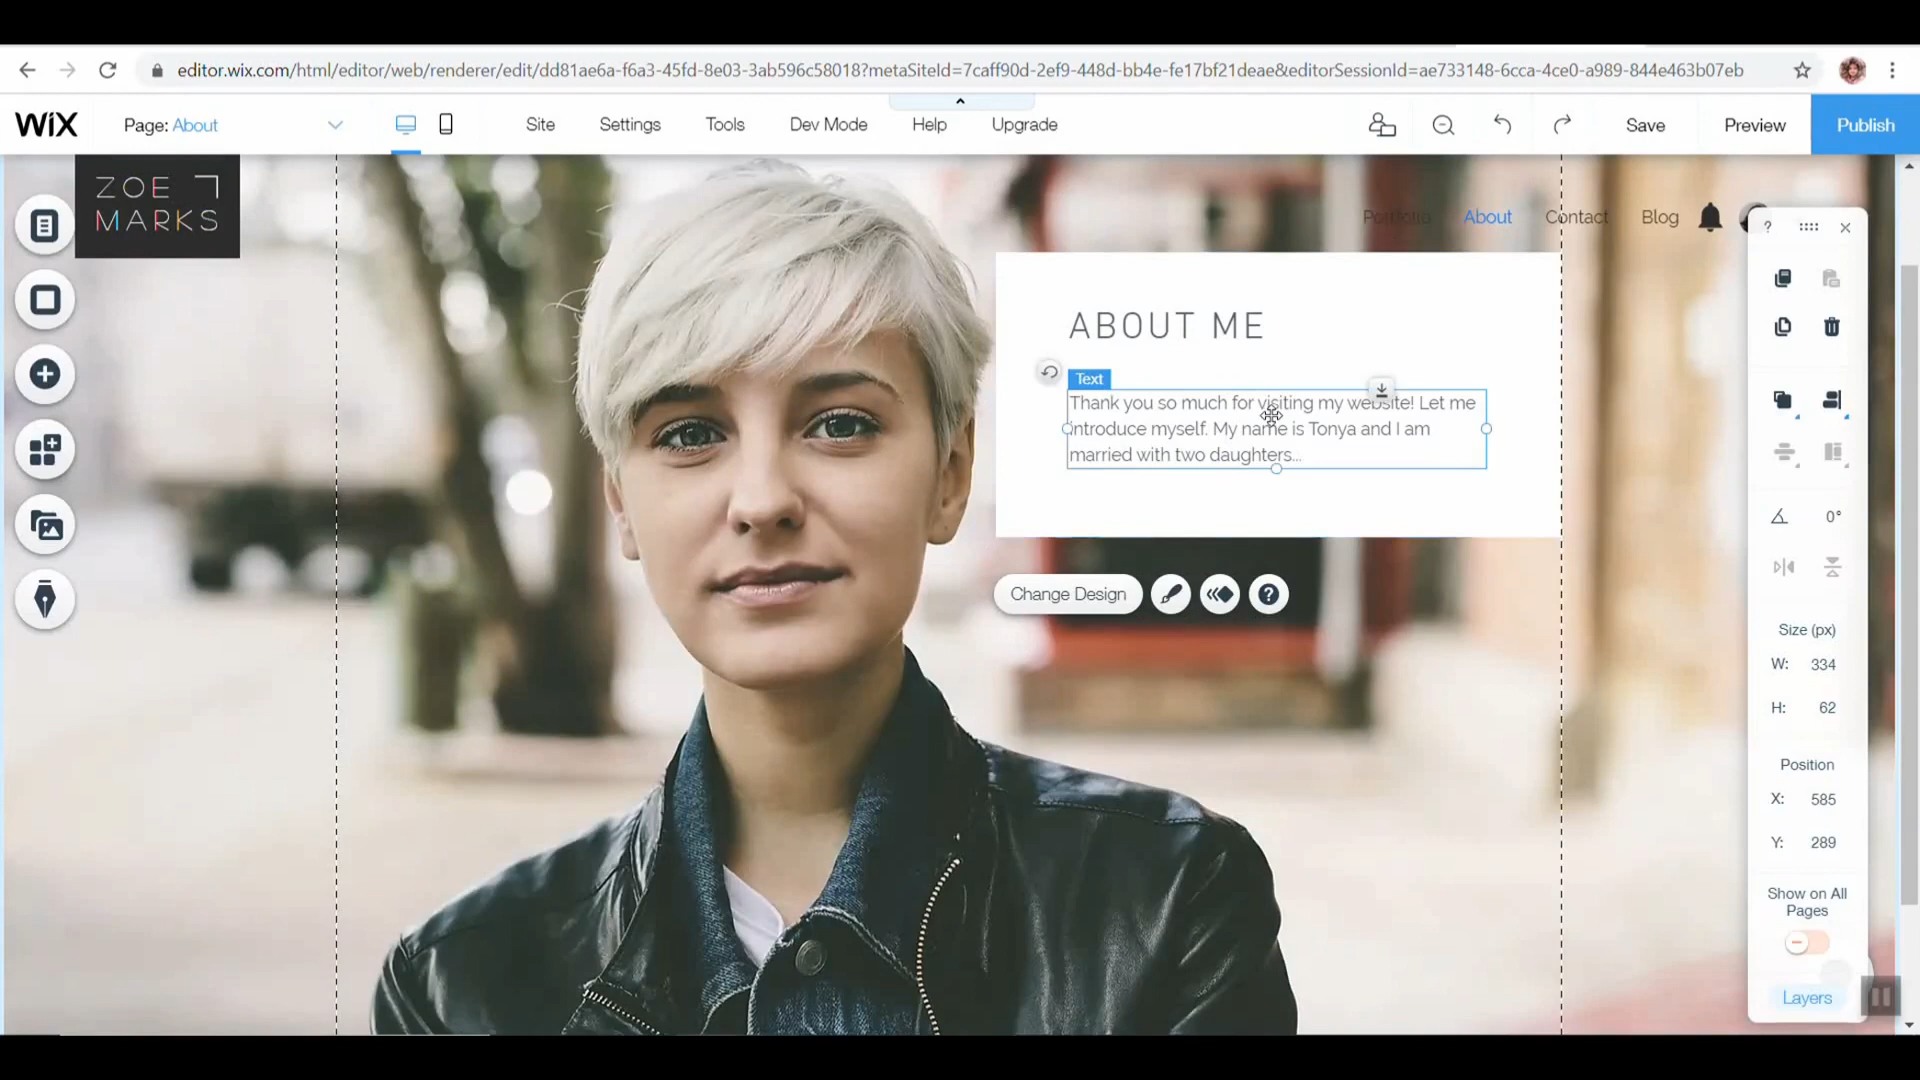 editor.wix.com/html/editor/web/renderer/edit/dd81ae6a-f6a3-45fd-8e03-3ab596c58018?metaSiteId=7caff90d-2ef9-448d-bb4e-fe17bf21deae&editorSessionId=ae733148-6cca-4ce0-a989-844e463b07eb
WiX Page: About Site Settings Tools Dev Mode Help Upgrade Save Preview Publish
ZOE
MARKS
Portfolio About Contact Blog
ABOUT ME
Text
Thank you so much for visiting my website! Let me
introduce myself. My name is Tonya and I am
married with two daughters...
Change Design
?
?
0°
Size (px)
W: 334
H: 62
Position
X: 585
Y: 289
Show on All
Pages
Layers